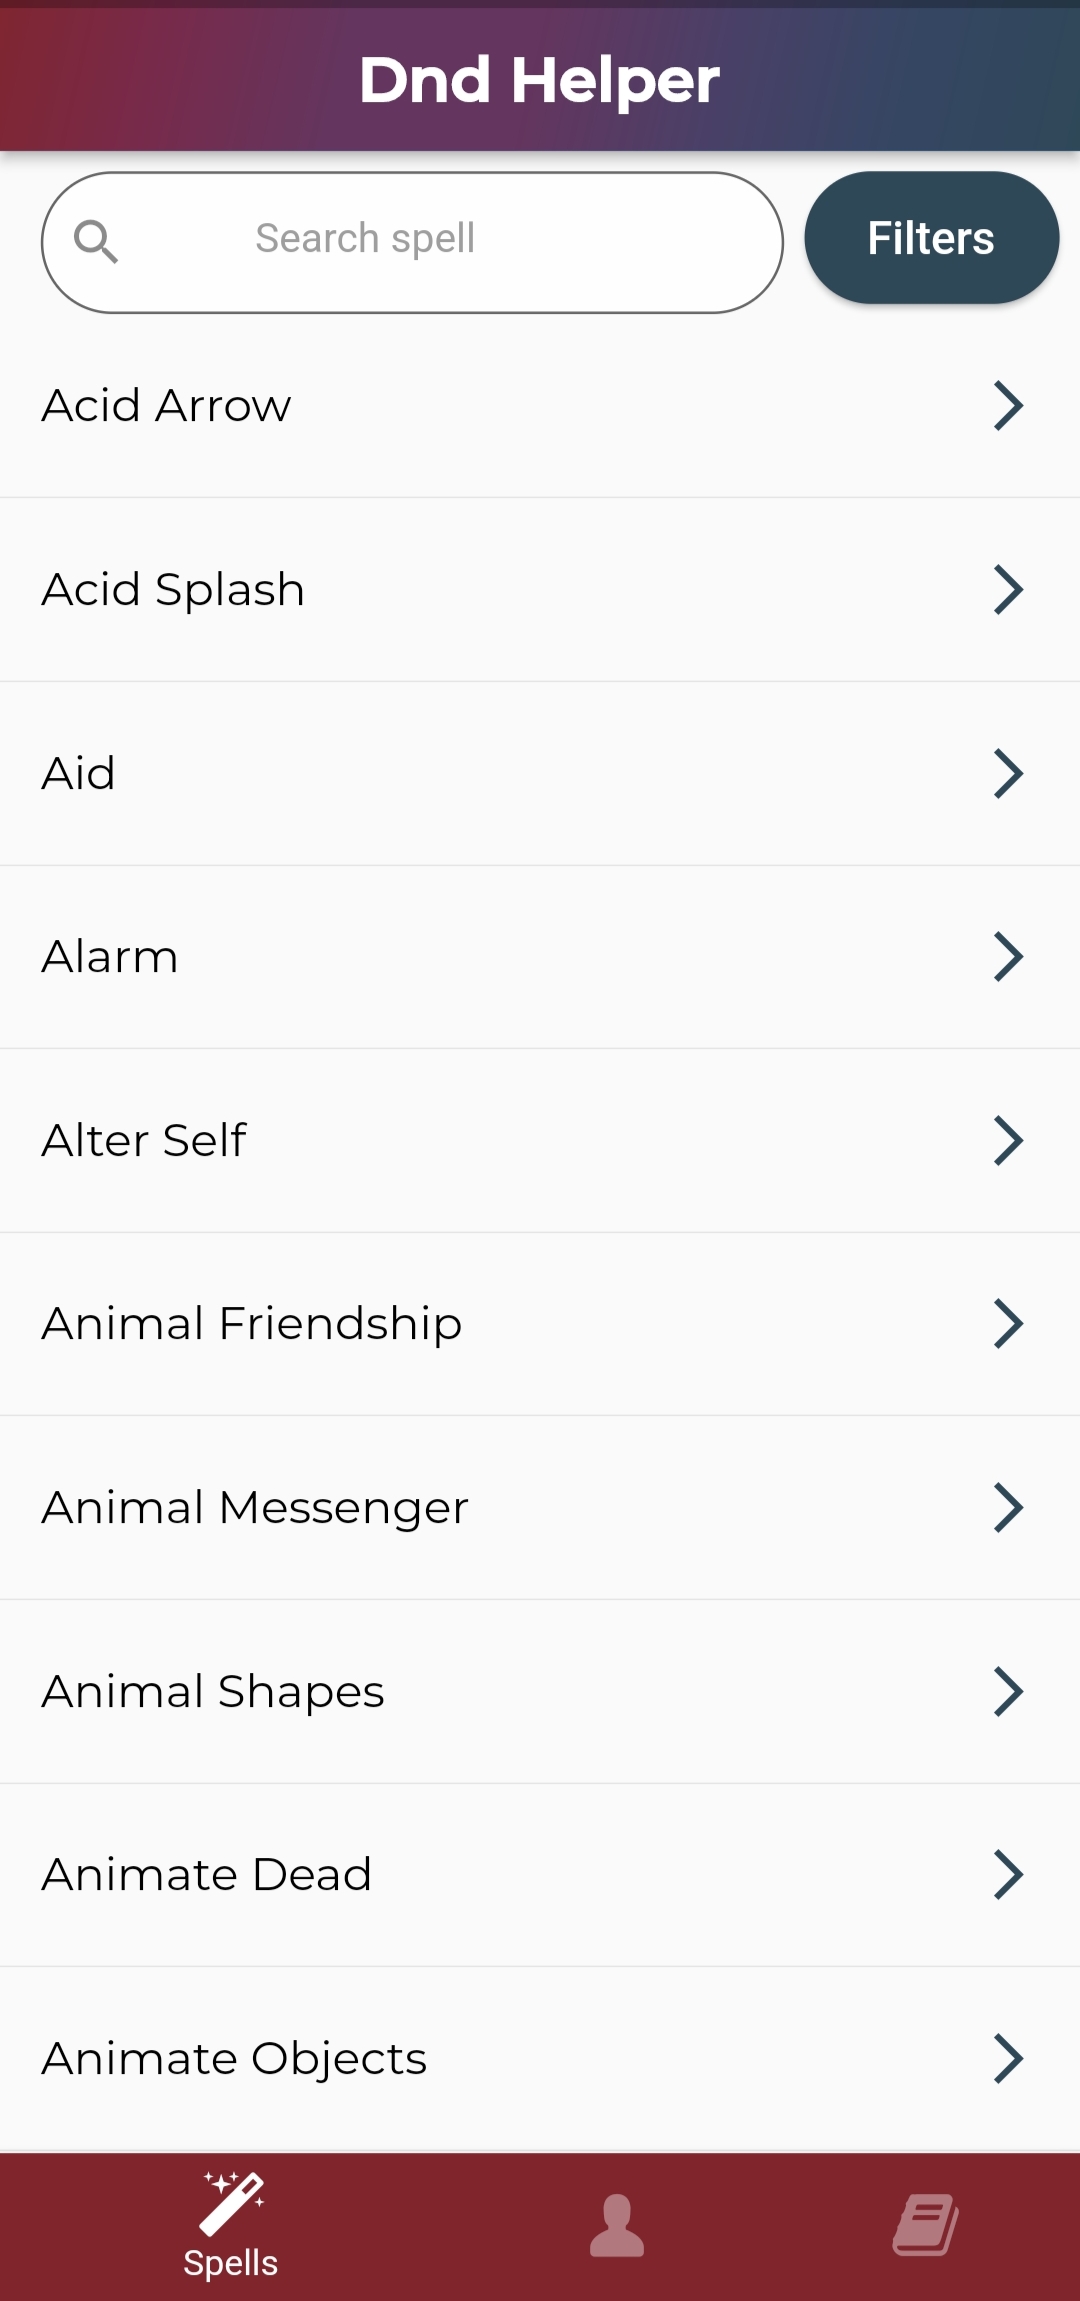 Dnd Helper
Search spell
Filters
Acid Arrow
Acid Splash
Aid
Alarm
Alter Self
Animal Friendship
Animal Messenger
Animal Shapes
Animate Dead
Animate Objects
Spells